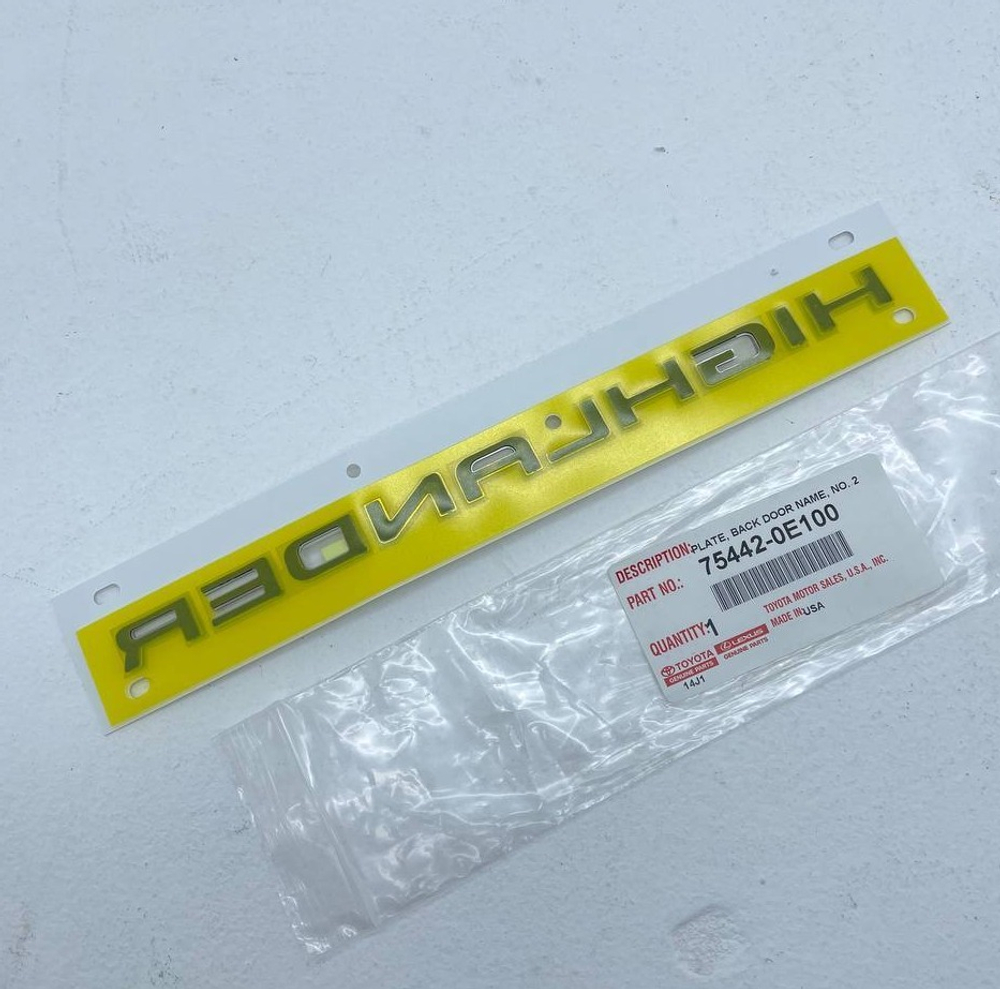 HIGHLANDER
DESCRIPTION: PLATE, BACK DOOR NAME, NO. 2
PART NO.: 75442-0E100
TOYOTA MOTOR SALES, U.S.A., INC.
QUANTITY: 1 MADE IN: USA
TOYOTA LEXUS
GENUINE PARTS GENUINE PARTS
14J1